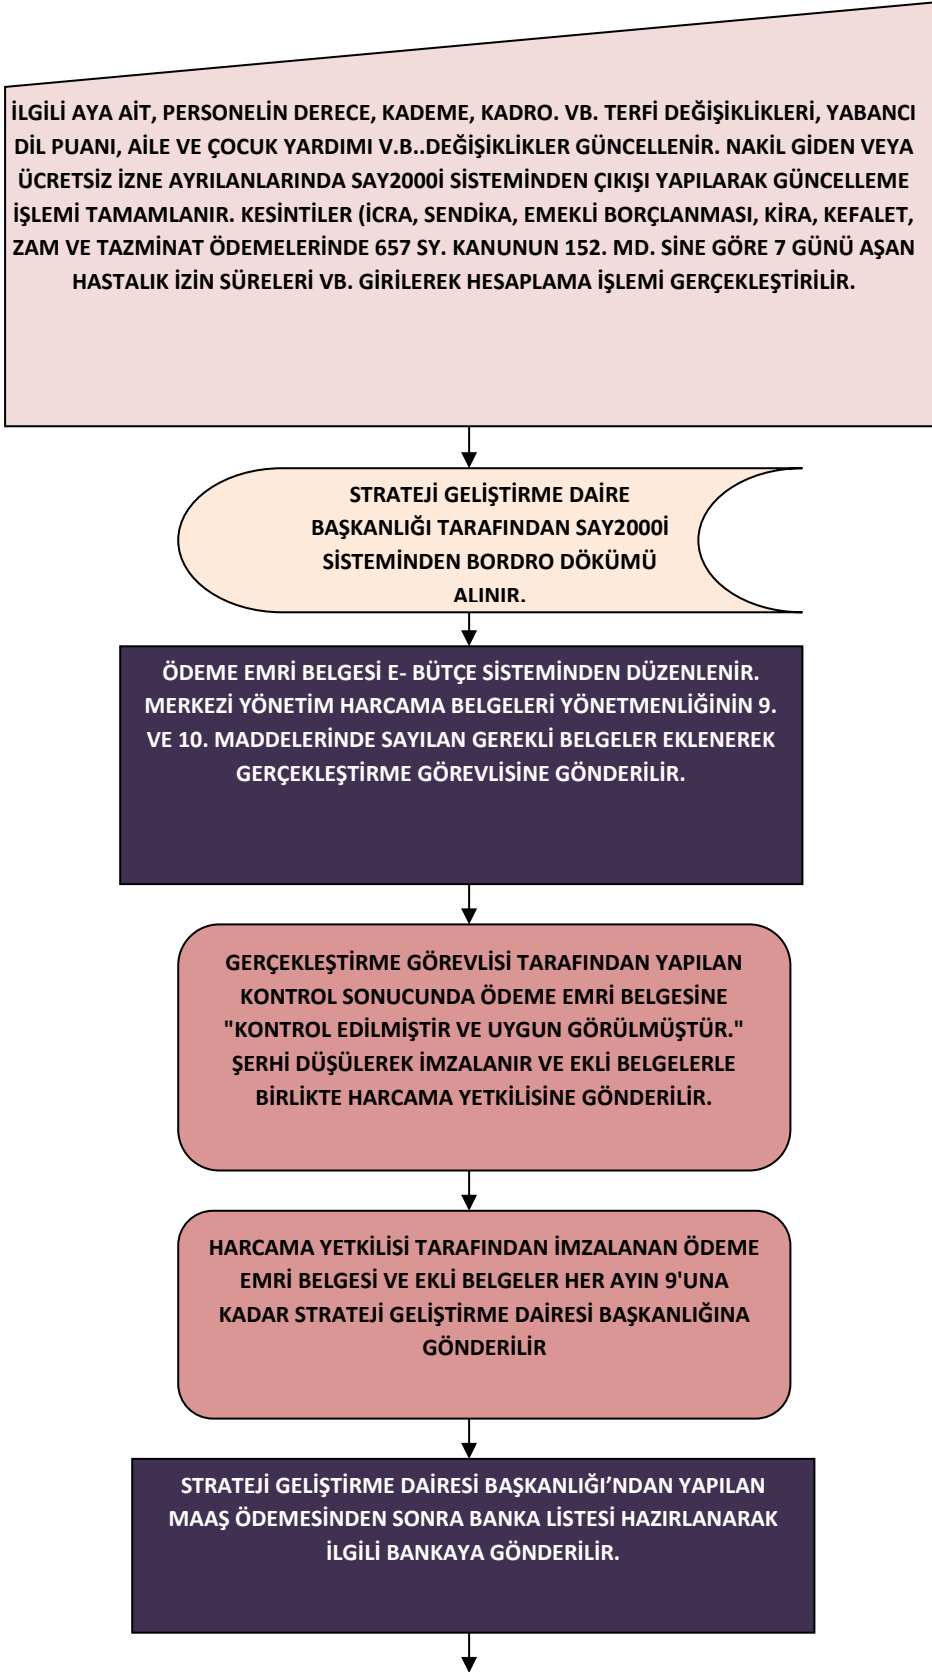 İLGİLİ AYA AİT, PERSONELİN DERECE, KADEME, KADRO. VB. TERFİ DEĞİŞİKLİKLERİ, YABANCI
DİL PUANI, AİLE VE ÇOCUK YARDIMI V.B..DEĞİŞİKLİKLER GÜNCELLENİR. NAKİL GİDEN VEYA
ÜCRETSİZ İZNE AYRILANLARINDA SAY2000İ SİSTEMİNDEN ÇIKIŞI YAPILARAK GÜNCELLEME
İŞLEMİ TAMAMLANIR. KESİNTİLER (İCRA, SENDİKA, EMEKLİ BORÇLANMASI, KİRA, KEFALET,
ZAM VE TAZMİNAT ÖDEMELERİNDE 657 SY. KANUNUN 152. MD. SİNE GÖRE 7 GÜNÜ AŞAN
HASTALIK İZİN SÜRELERİ VB. GİRİLEREK HESAPLAMA İŞLEMİ GERÇEKLEŞTİRİLİR.
STRATEJİ GELİŞTİRME DAİRE
BAŞKANLIĞI TARAFINDAN SAY2000İ
SİSTEMİNDEN BORDRO DÖKÜMÜ
ALINIR.
ÖDEME EMRİ BELGESİ E- BÜTÇE SİSTEMİNDEN DÜZENLENİR.
MERKEZİ YÖNETİM HARCAMA BELGELERİ YÖNETMENLİĞİNİN 9.
VE 10. MADDELERİNDE SAYILAN GEREKLİ BELGELER EKLENEREK
GERÇEKLEŞTİRME GÖREVLİSİNE GÖNDERİLİR.
GERÇEKLEŞTİRME GÖREVLİSİ TARAFINDAN YAPILAN
KONTROL SONUCUNDA ÖDEME EMRİ BELGESİNE
"KONTROL EDİLMİŞTİR VE UYGUN GÖRÜLMÜŞTÜR."
ŞERHİ DÜŞÜLEREK İMZALANIR VE EKLİ BELGELERLE
BİRLİKTE HARCAMA YETKİLİSİNE GÖNDERİLİR.
HARCAMA YETKİLİSİ TARAFINDAN İMZALANAN ÖDEME
EMRİ BELGESİ VE EKLİ BELGELER HER AYIN 9'UNA
KADAR STRATEJİ GELİŞTİRME DAİRESİ BAŞKANLIĞINA
GÖNDERİLİR
STRATEJİ GELİŞTİRME DAİRESİ BAŞKANLIĞI’NDAN YAPILAN
MAAŞ ÖDEMESİNDEN SONRA BANKA LİSTESİ HAZIRLANARAK
İLGİLİ BANKAYA GÖNDERİLİR.